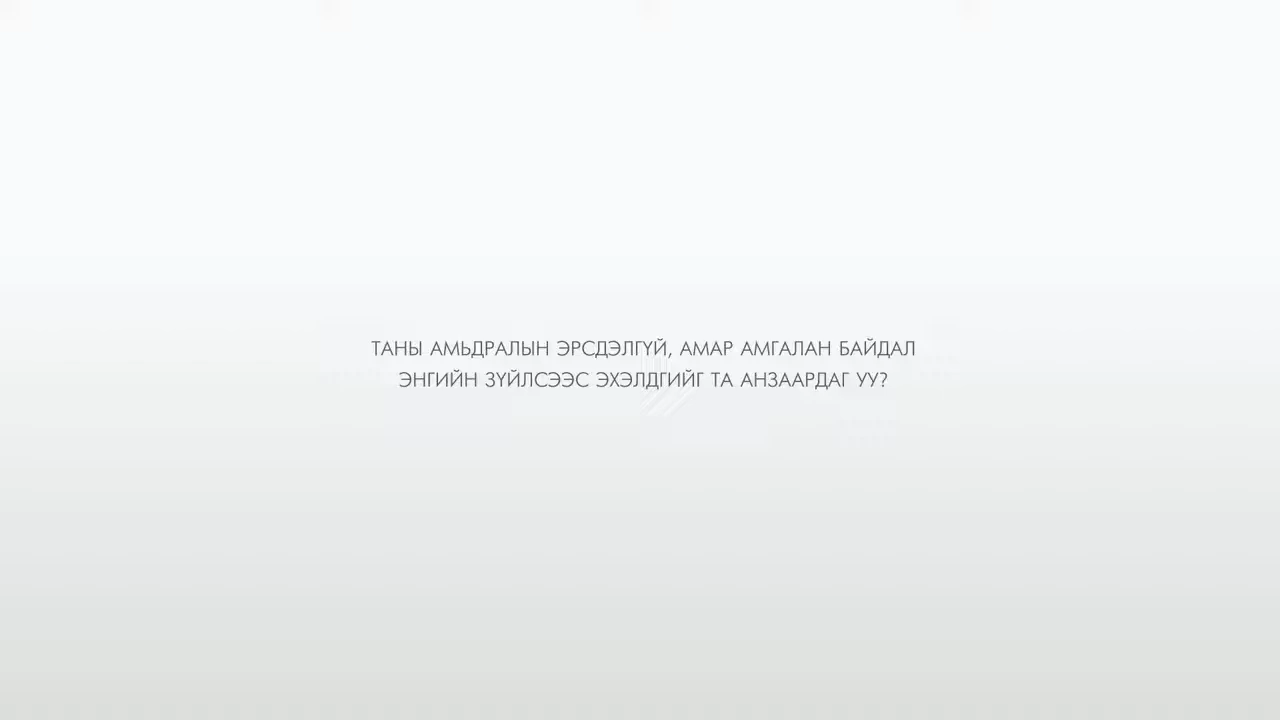 ТАНЫ АМЬДРАЛЫН ЭРСДЭЛГҮЙ, АМАР АМГАЛАН БАЙДАЛ
ЭНГИЙН ЗҮЙЛСЭЭС ЭХЭЛДГИЙГ ТА АНЗААРДАГ УУ?